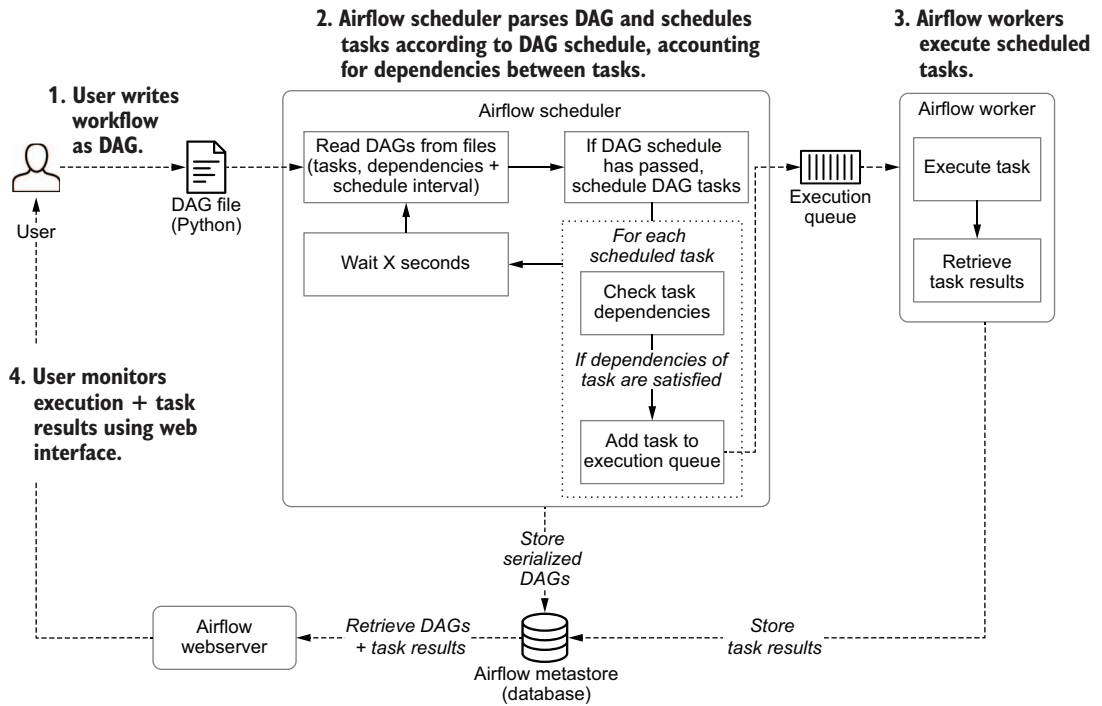 2. Airflow scheduler parses DAG and schedules
tasks according to DAG schedule, accounting
for dependencies between tasks.
3. Airflow workers
execute scheduled
tasks.
1. User writes
workflow
as DAG.
User
DAG file
(Python)
Airflow scheduler
Read DAGs from files
(tasks, dependencies +
schedule interval)
If DAG schedule
has passed,
schedule DAG tasks
Wait X seconds
For each
scheduled task
Check task
dependencies
If dependencies of
task are satisfied
Add task to
execution queue
Execution
queue
Airflow worker
Execute task
Retrieve
task results
4. User monitors
execution + task
results using web
interface.
Store
serialized
DAGs
Airflow
webserver
Retrieve DAGs
+ task results
Airflow metastore
(database)
Store
task results